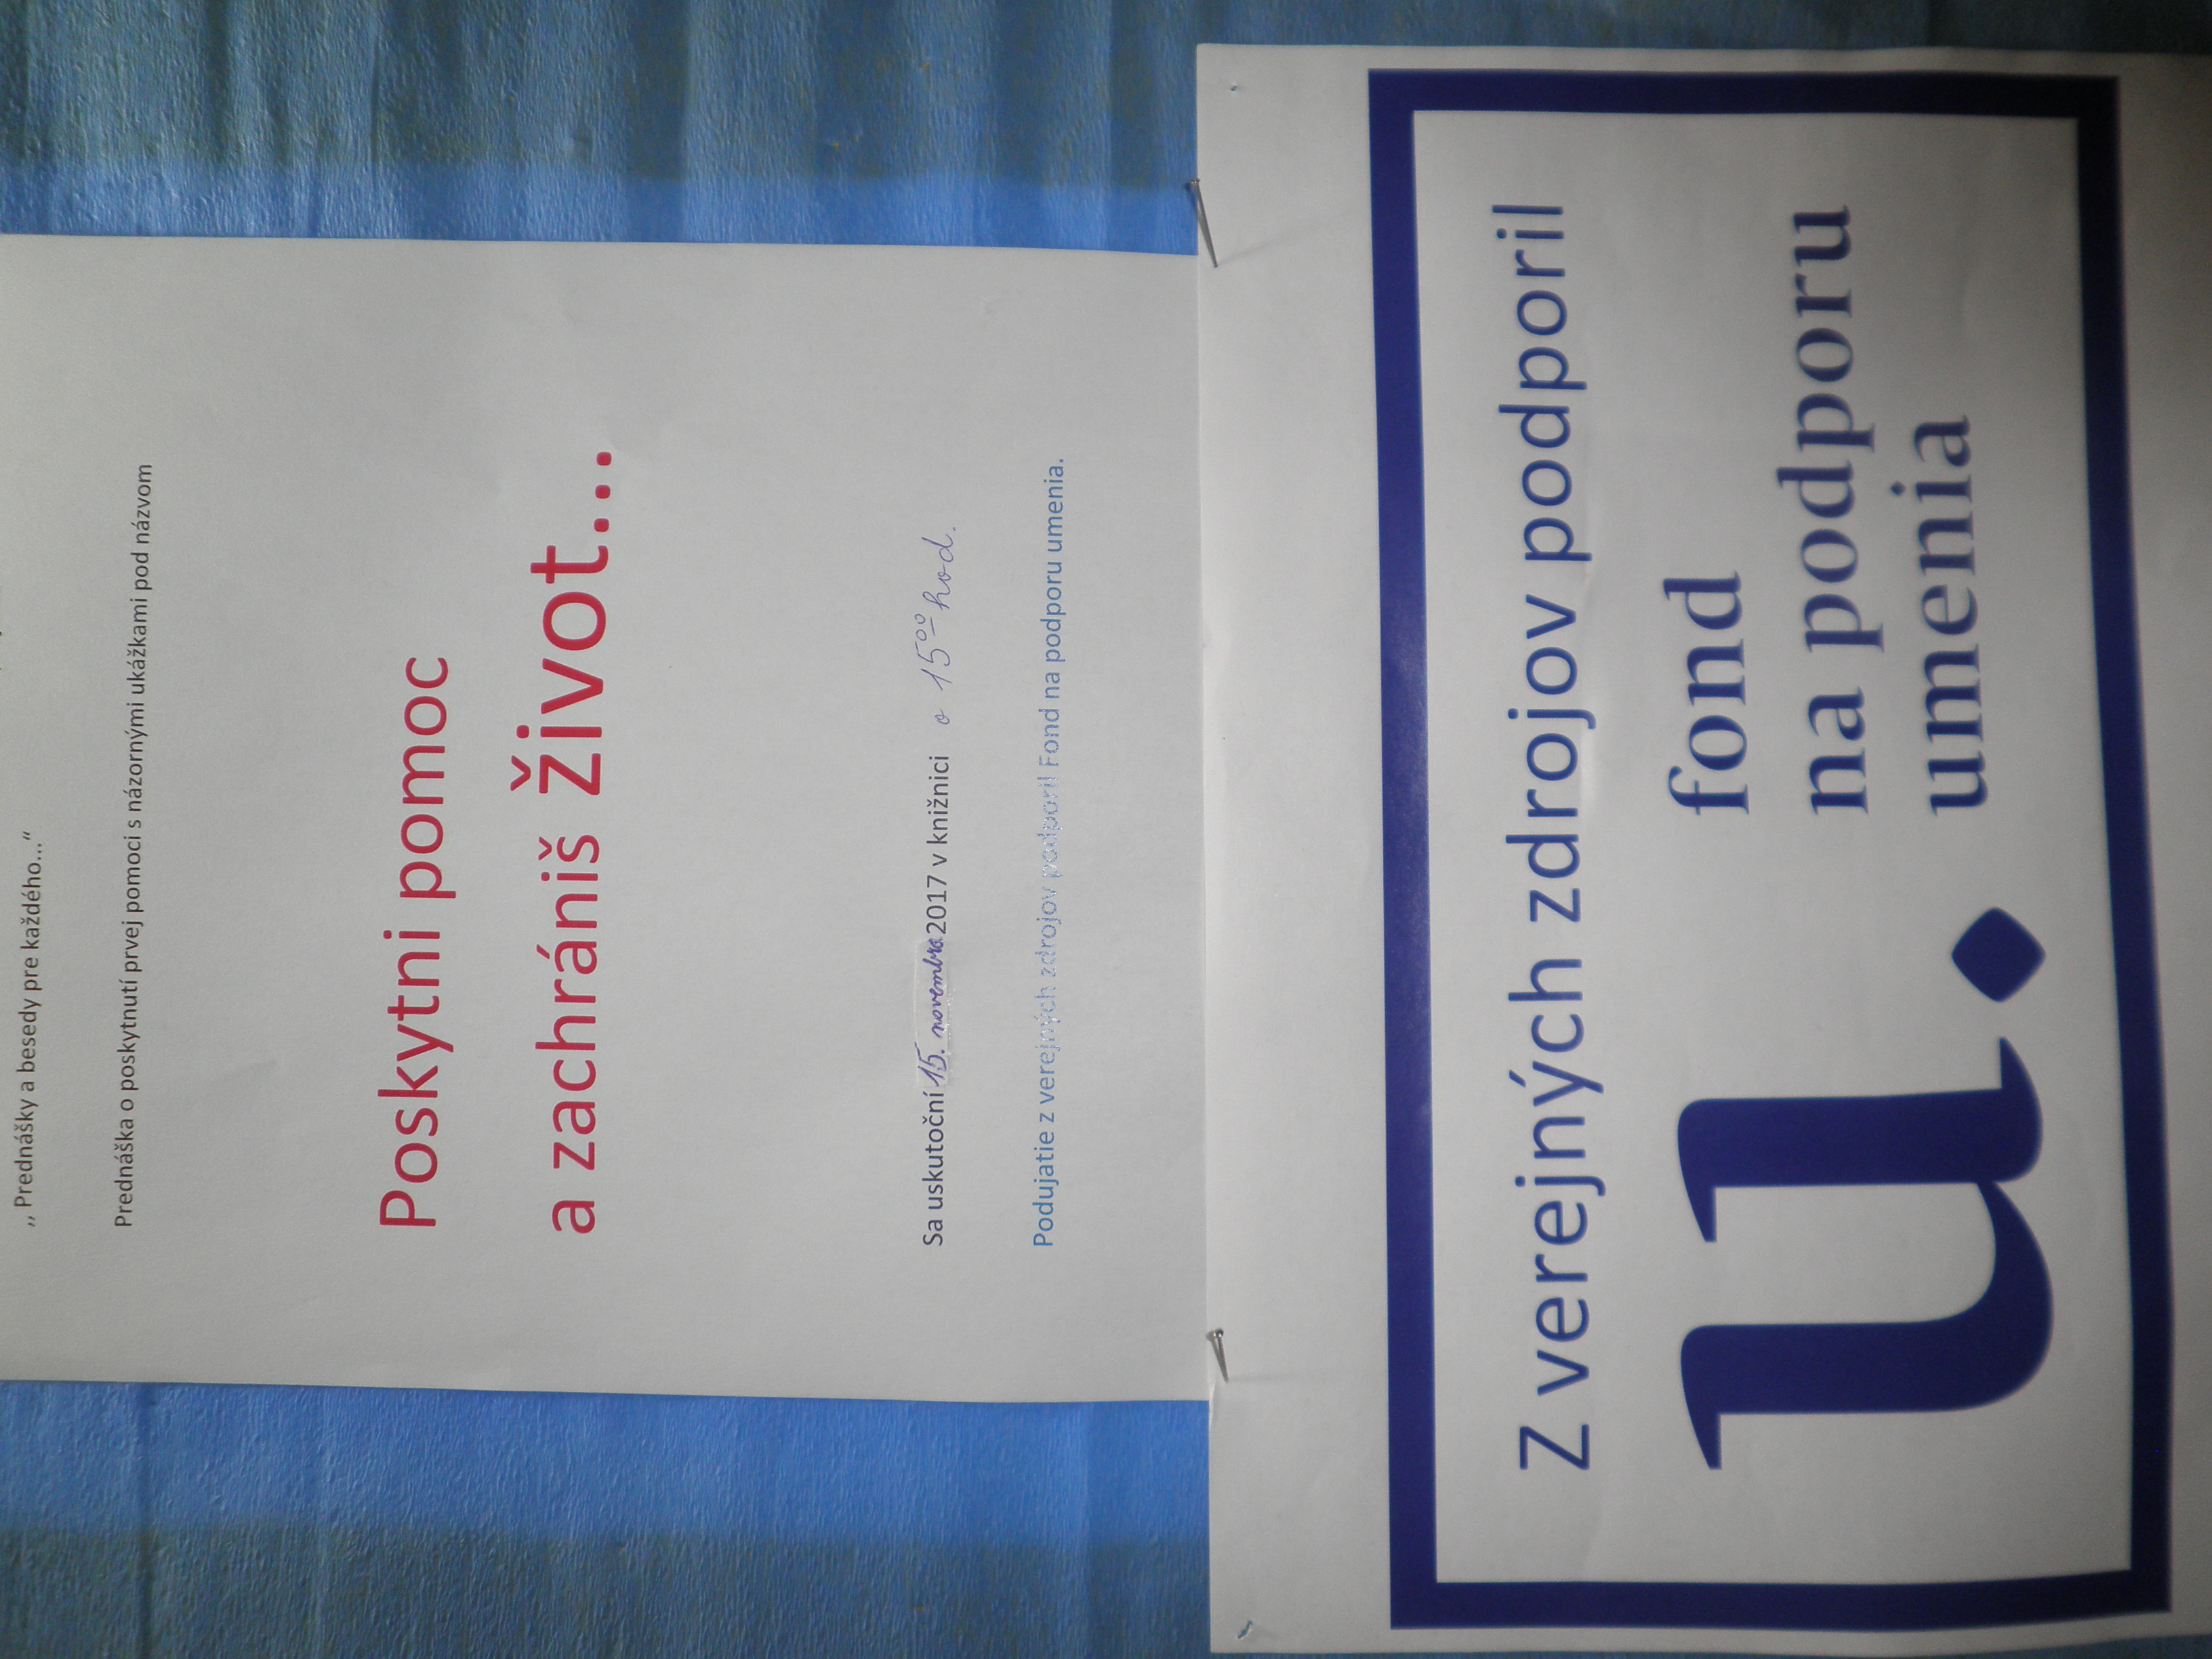 ,, Prednášky a besedy pre každého...“
Prednáška o poskytnutí prvej pomoci s názornými ukážkami pod názvom
Poskytni pomoc
a zachrániš život...
Sa uskutoční 15. novembra 2017 v knižnici o 15⁰⁰ hod.
Podujatie z verejných zdrojov podporil Fond na podporu umenia.
Z verejných zdrojov podporil
u.
fond
na podporu
umenia